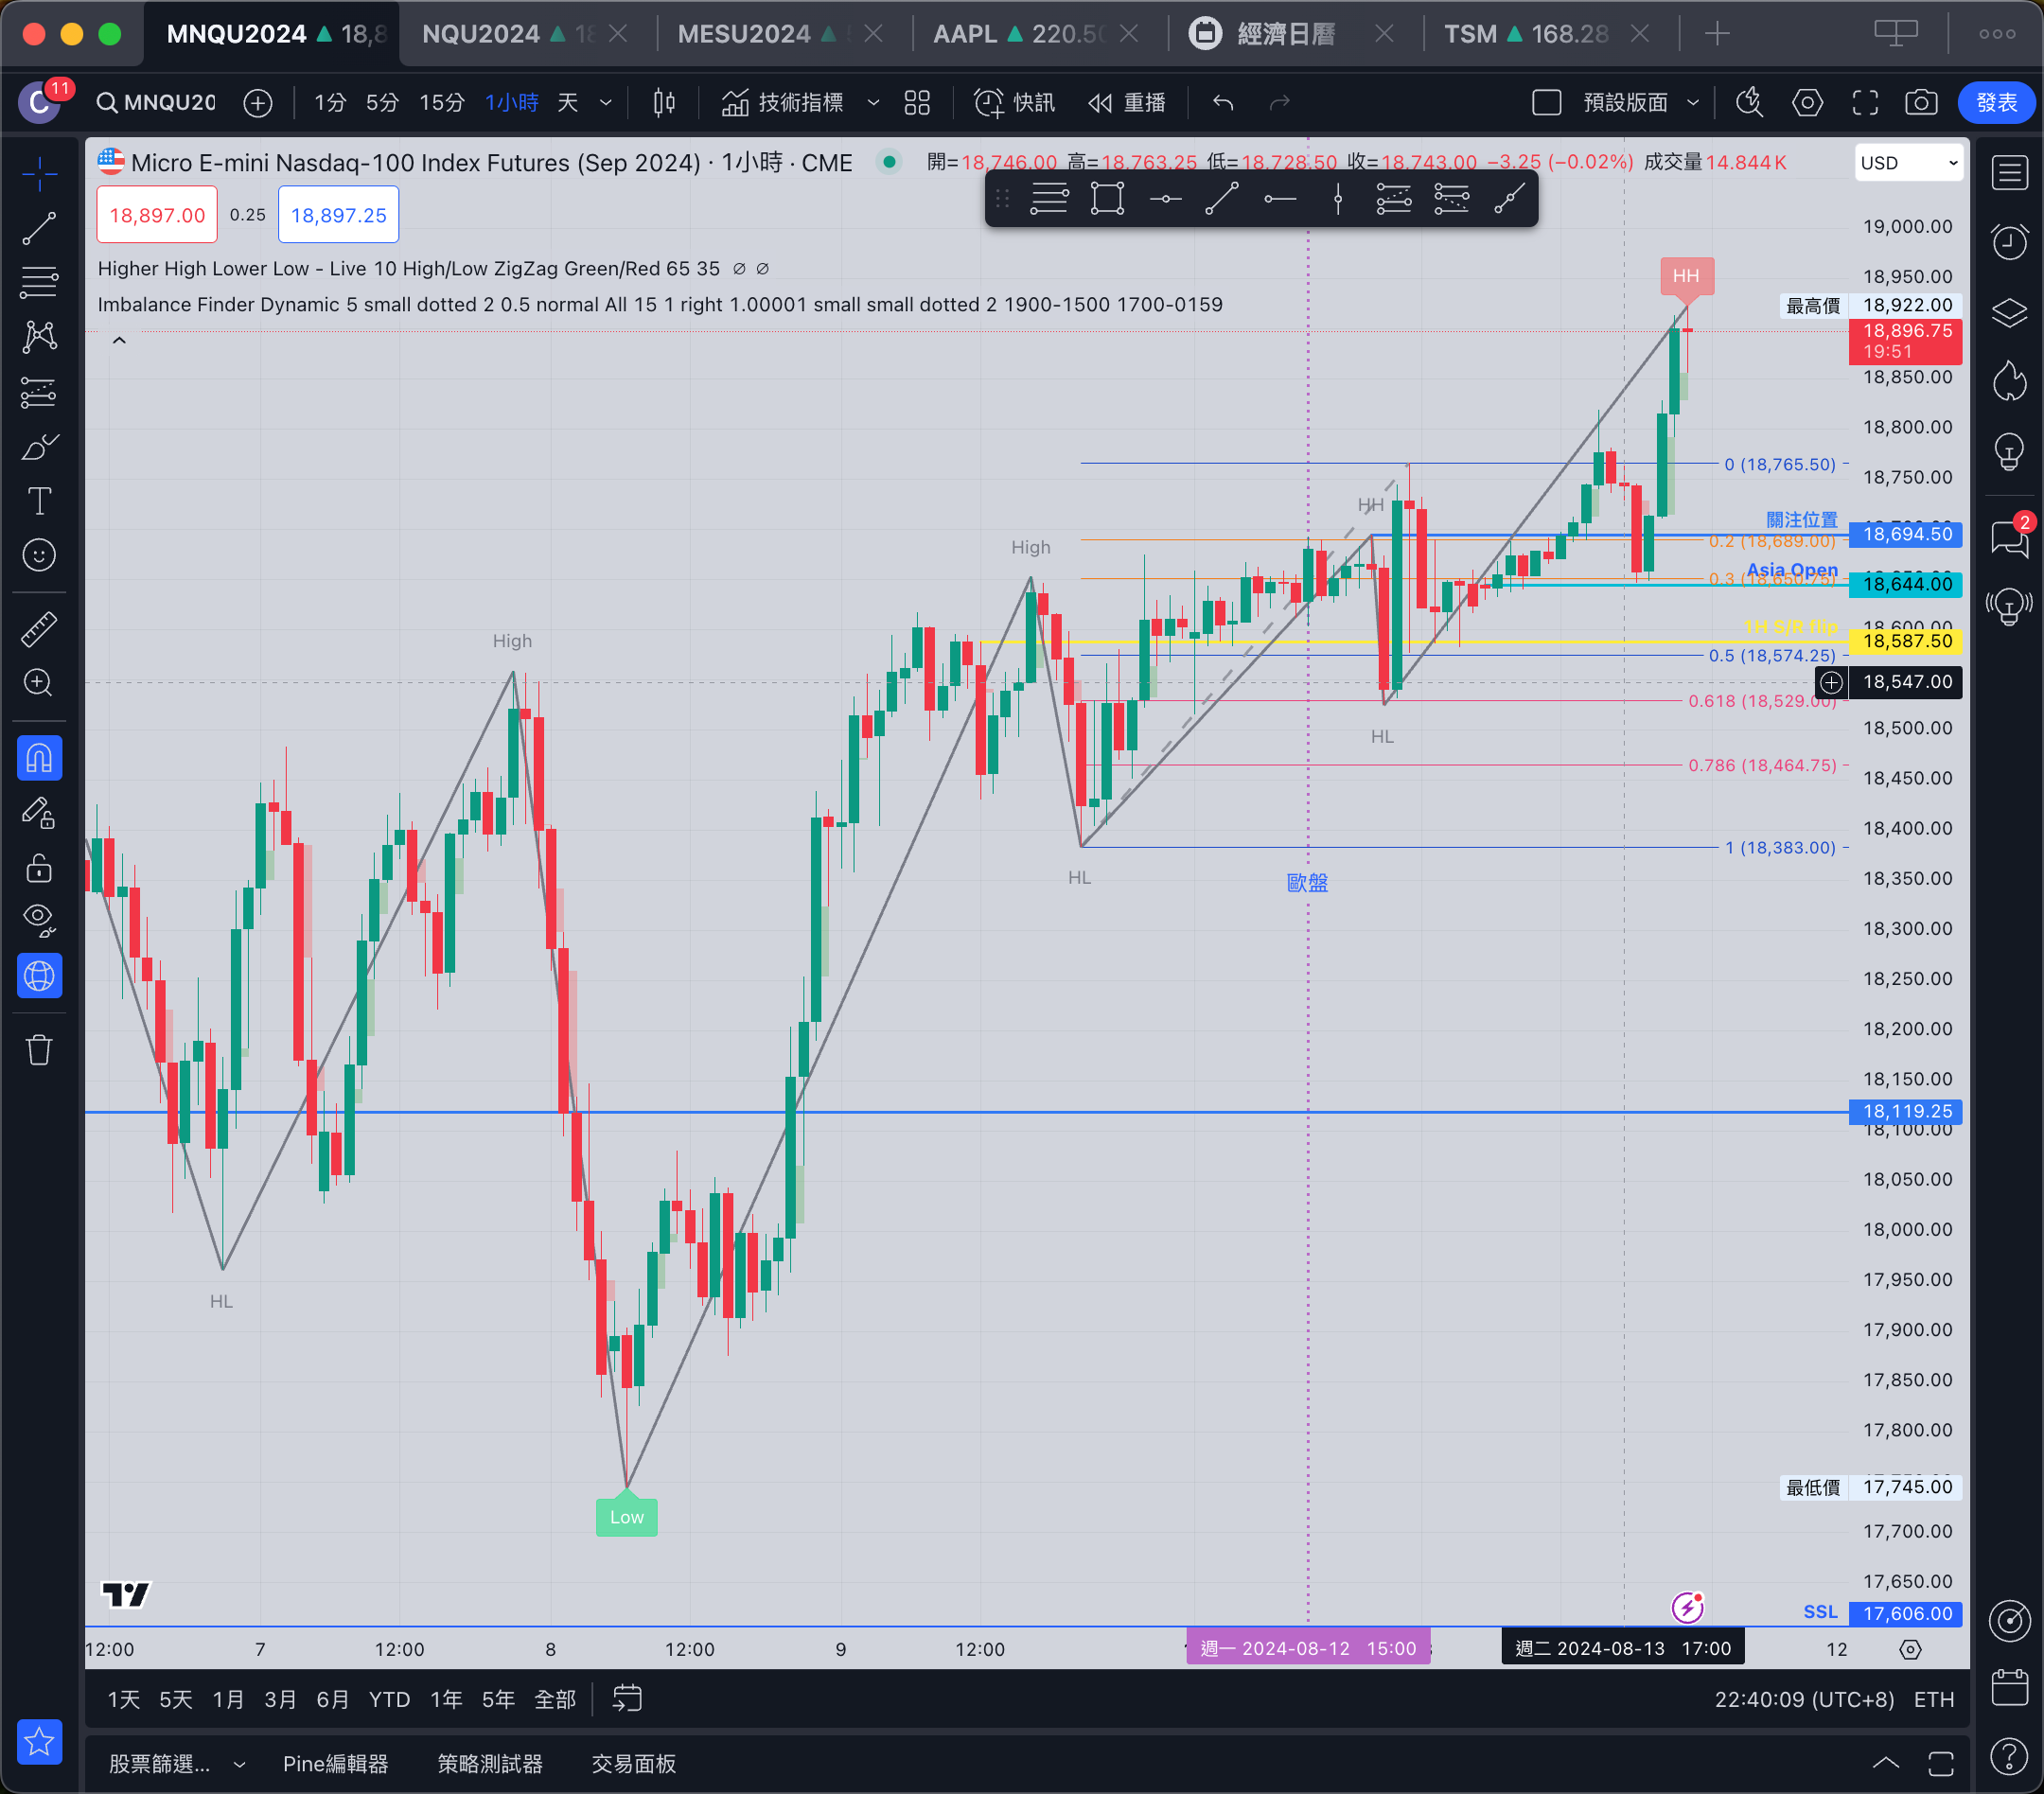 MNQU2024 ▲ 18,8
NQU2024 ▲ 18
MESU2024 ▲
AAPL ▲ 220.50
經濟日曆
TSM ▲ 168.28
C 11
MNQU20
1分 5分 15分 1小時 天
技術指標
快訊
重播
預設版面
發表
Micro E-mini Nasdaq-100 Index Futures (Sep 2024) · 1小時 · CME
開=18,746.00 高=18,763.25 低=18,728.50 收=18,743.00 −3.25 (−0.02%) 成交量14.844K
USD
18,897.00 0.25 18,897.25
Higher High Lower Low - Live 10 High/Low ZigZag Green/Red 65 35 ∅ ∅
Imbalance Finder Dynamic 5 small dotted 2 0.5 normal All 15 1 right 1.00001 small small dotted 2 1900-1500 1700-0159
19,000.00
18,950.00
HH
最高價 18,922.00
18,896.75
19:51
18,850.00
18,800.00
0 (18,765.50)
18,750.00
HH
關注位置
18,694.50
0.2 (18,689.00)
High
Asia Open
0.3 (18,650.75)
18,644.00
18,600.00
1H S/R flip
18,587.50
High
0.5 (18,574.25)
18,547.00
0.618 (18,529.00)
18,500.00
HL
0.786 (18,464.75)
18,450.00
18,400.00
1 (18,383.00)
HL
歐盤
18,350.00
18,300.00
18,250.00
18,200.00
18,150.00
18,119.25
18,100.00
18,050.00
18,000.00
17,950.00
HL
17,900.00
17,850.00
17,800.00
最低價 17,745.00
Low
17,700.00
17,650.00
SSL 17,606.00
12:00 7 12:00 8 12:00 9 12:00 週一 2024-08-12 15:00 週二 2024-08-13 17:00 12
1天 5天 1月 3月 6月 YTD 1年 5年 全部
22:40:09 (UTC+8) ETH
股票篩選... Pine編輯器 策略測試器 交易面板
2